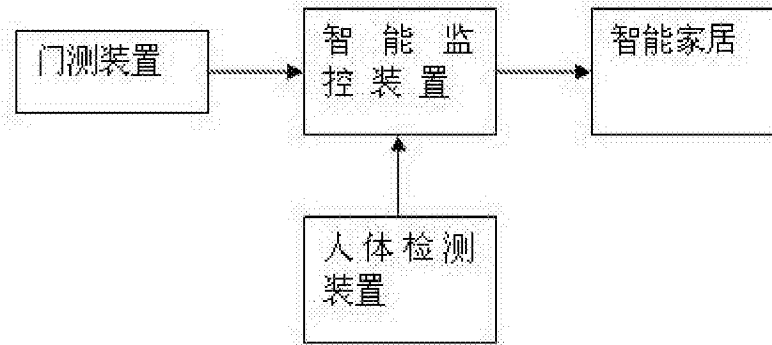 门测装置
智能监
控装置
智能家居
人体检测
装置